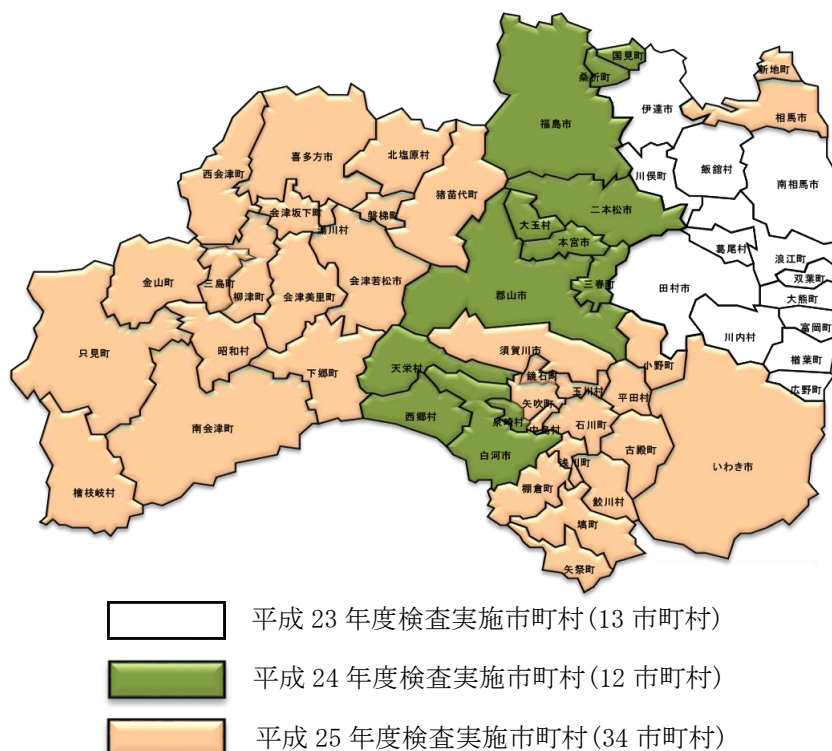 国見町
桑折町
新地町
伊達市
相馬市
福島市
喜多方市
北塩原村
西会津町
川俣町
飯舘村
南相馬市
猪苗代町
会津坂下町
磐梯町
二本松市
湯川村
大玉村
本宮市
葛尾村
浪江町
会津若松市
双葉町
金山町
三島町
柳津町
会津美里町
郡山市
三春町
田村市
大熊町
富岡町
川内村
只見町
昭和村
須賀川市
楢葉町
下郷町
天栄村
小野町
鏡石町
広野町
玉川村
平田村
矢吹町
西郷村
泉崎村
中島村
石川町
南会津町
白河市
古殿町
浅川町
いわき市
檜枝岐村
棚倉町
鮫川村
塙町
矢祭町
平成 23 年度検査実施市町村(13 市町村)
平成 24 年度検査実施市町村(12 市町村)
平成 25 年度検査実施市町村(34 市町村)